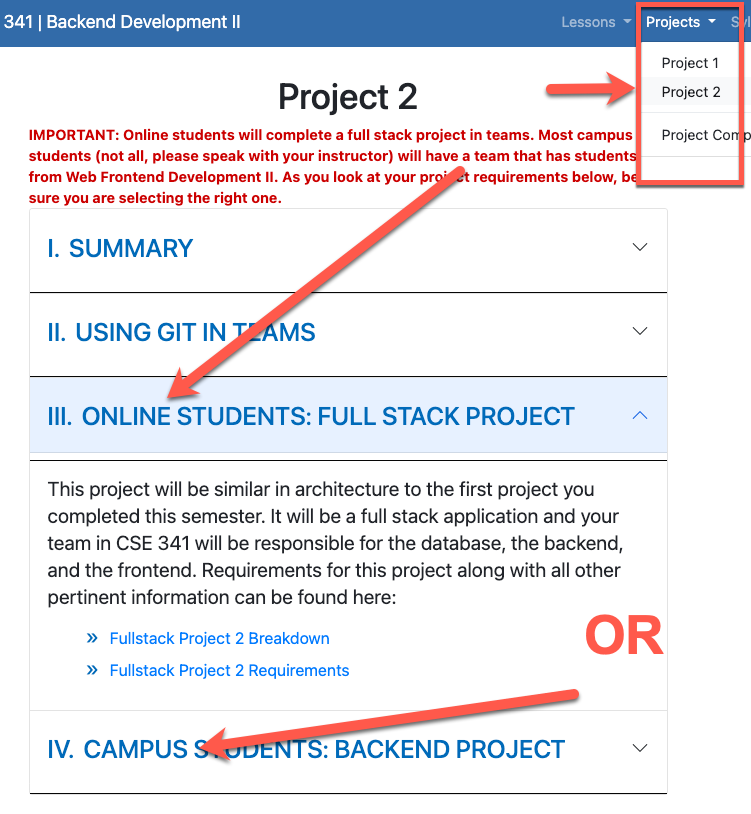 341 | Backend Development II
Lessons
Projects
Project 1
Project 2
Project Comp
Project 2
IMPORTANT: Online students will complete a full stack project in teams. Most campus
students (not all, please speak with your instructor) will have a team that has students
from Web Frontend Development II. As you look at your project requirements below, be
sure you are selecting the right one.
I. SUMMARY
II. USING GIT IN TEAMS
III. ONLINE STUDENTS: FULL STACK PROJECT
This project will be similar in architecture to the first project you
completed this semester. It will be a full stack application and your
team in CSE 341 will be responsible for the database, the backend,
and the frontend. Requirements for this project along with all other
pertinent information can be found here:
» Fullstack Project 2 Breakdown
» Fullstack Project 2 Requirements
OR
IV. CAMPUS STUDENTS: BACKEND PROJECT